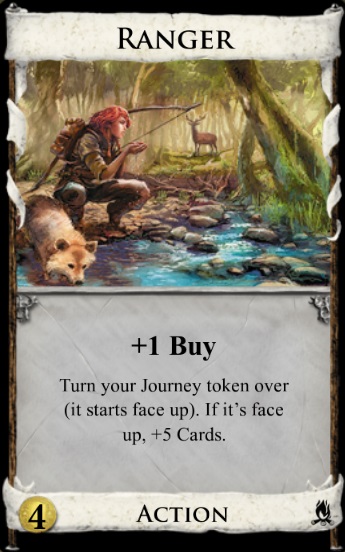 RANGER
+1 Buy
Turn your Journey token over
(it starts face up). If it's face
up, +5 Cards.
4
ACTION